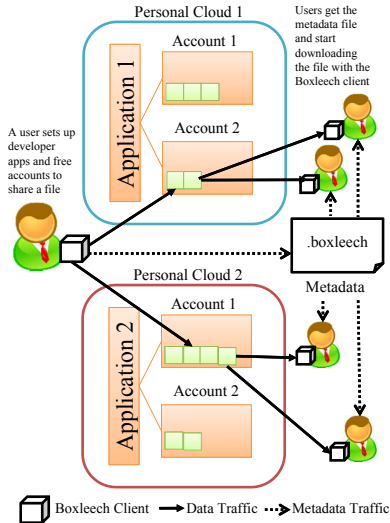 Personal Cloud 1
Users get the
metadata file
and start
downloading
the file with the
Boxleech client
Account 1
Application 1
Account 2
A user sets up
developer
apps and free
accounts to
share a file
.boxleech
Metadata
Personal Cloud 2
Account 1
Application 2
Account 2
Boxleech Client
Data Traffic
Metadata Traffic